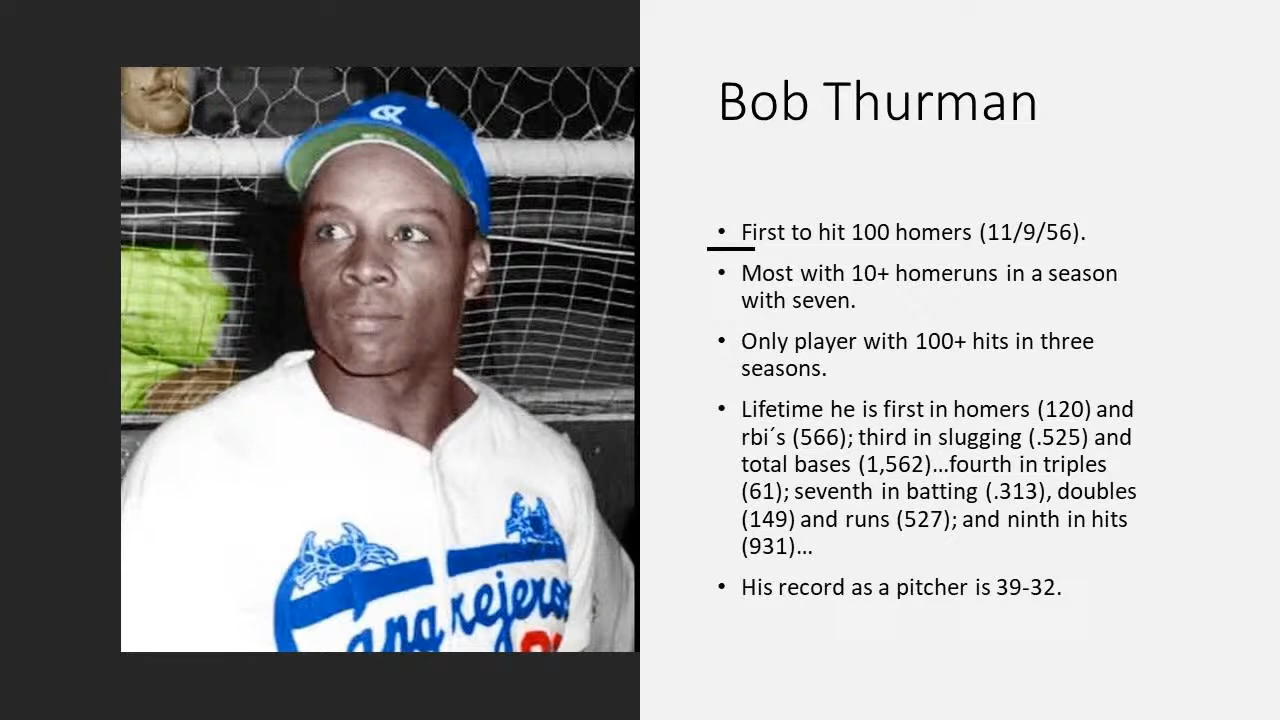 Bob Thurman
• First to hit 100 homers (11/9/56).
• Most with 10+ homeruns in a season
with seven.
• Only player with 100+ hits in three
seasons.
• Lifetime he is first in homers (120) and
rbi´s (566); third in slugging (.525) and
total bases (1,562)…fourth in triples
(61); seventh in batting (.313), doubles
(149) and runs (527); and ninth in hits
(931)…
• His record as a pitcher is 39-32.